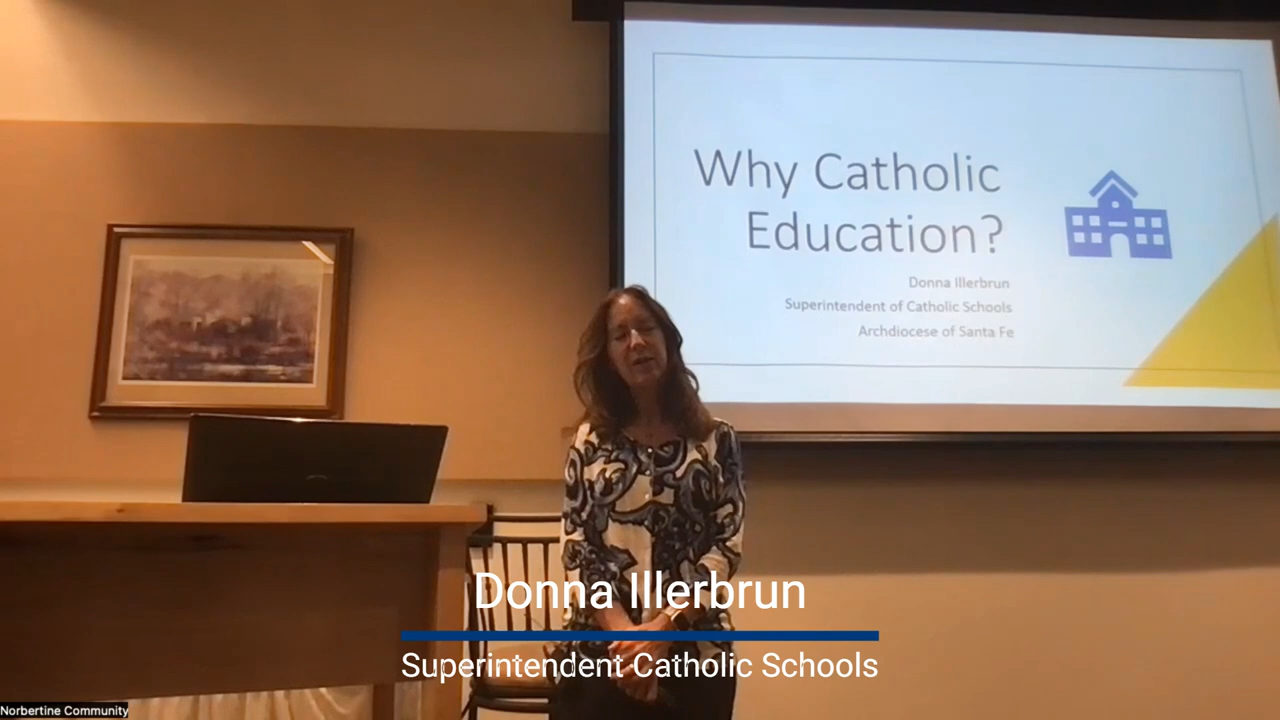 Why Catholic
Education?
Donna Illerbrun
Superintendent of Catholic Schools
Archdiocese of Santa Fe
Donna Illerbrun
Superintendent Catholic Schools
Norbertine Community